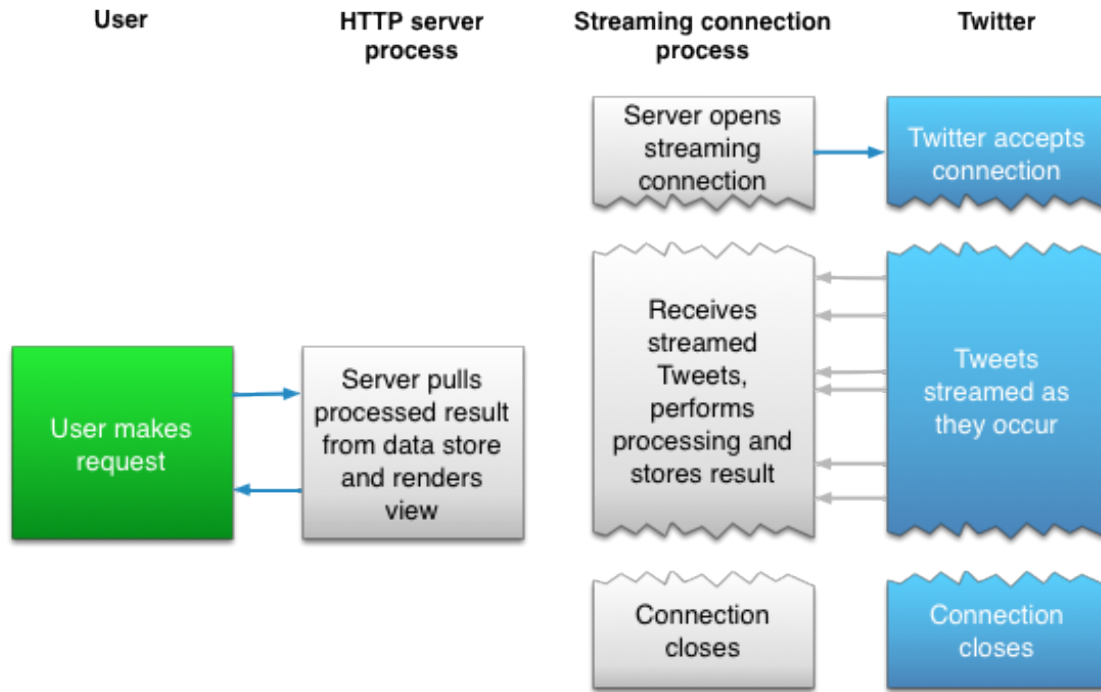 User
HTTP server
process
Streaming connection
process
Twitter
Server opens
streaming
connection
Twitter accepts
connection
User makes
request
Server pulls
processed result
from data store
and renders
view
Receives
streamed
Tweets,
performs
processing and
stores result
Tweets
streamed as
they occur
Connection
closes
Connection
closes